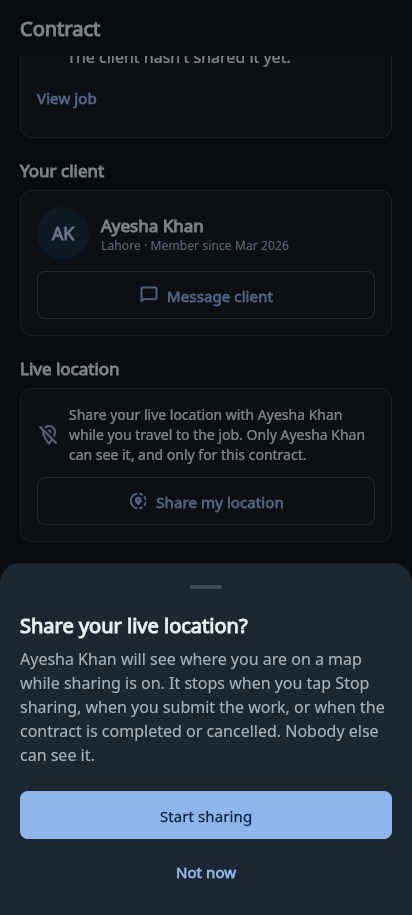 Contract
The client hasn't shared it yet.
View job
Your client
AK
Ayesha Khan
Lahore · Member since Mar 2026
Message client
Live location
Share your live location with Ayesha Khan
while you travel to the job. Only Ayesha Khan
can see it, and only for this contract.
Share my location
Share your live location?
Ayesha Khan will see where you are on a map
while sharing is on. It stops when you tap Stop
sharing, when you submit the work, or when the
contract is completed or cancelled. Nobody else
can see it.
Start sharing
Not now